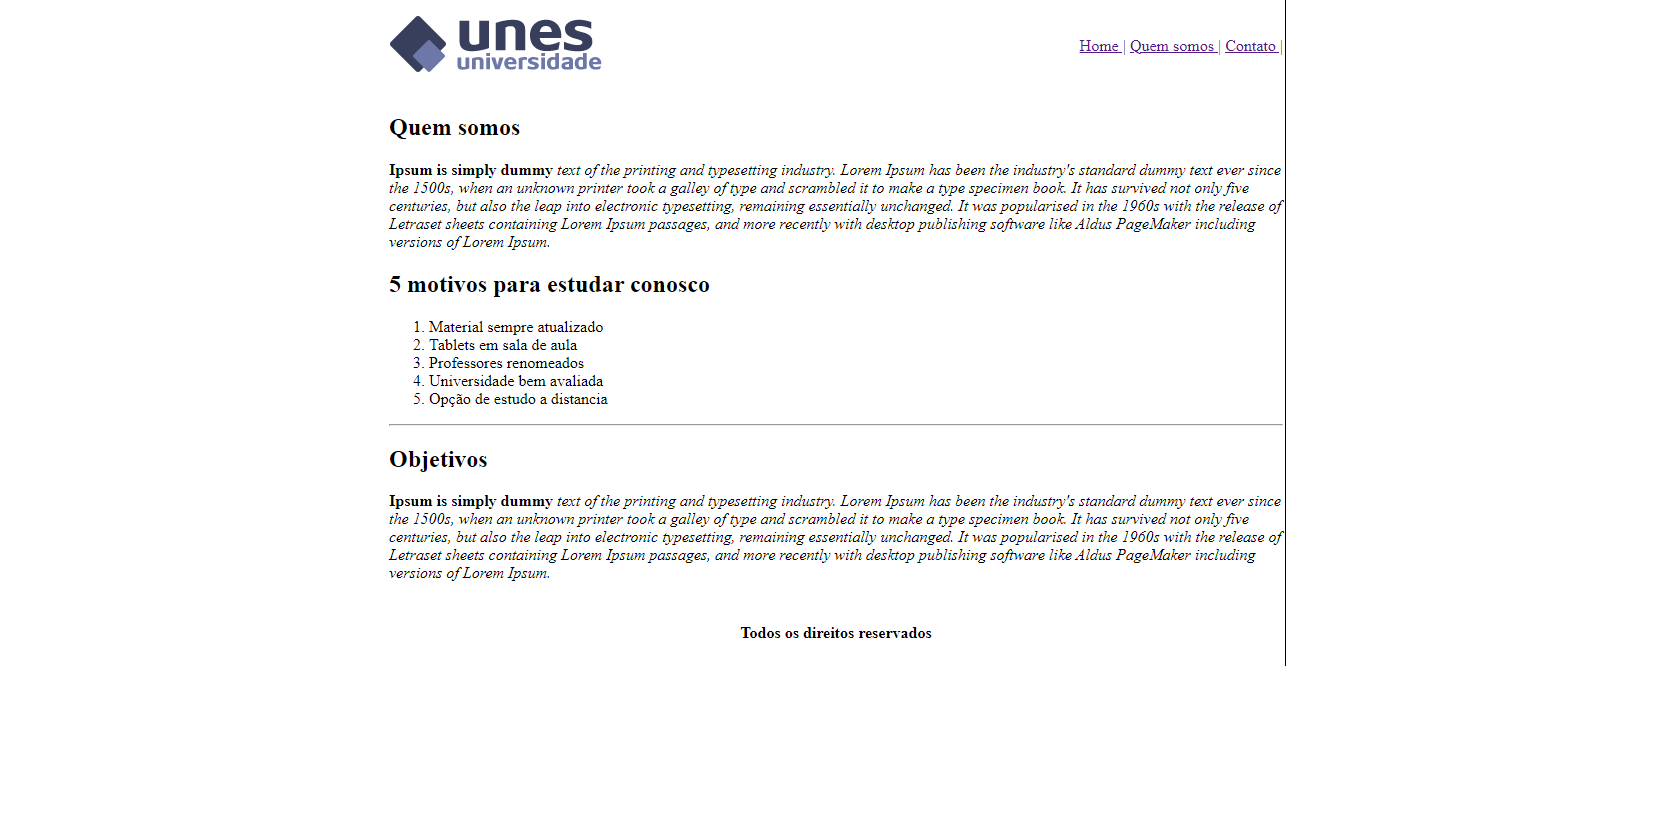 unes
universidade
Home | Quem somos | Contato |
Quem somos
Ipsum is simply dummy text of the printing and typesetting industry. Lorem Ipsum has been the industry's standard dummy text ever since
the 1500s, when an unknown printer took a galley of type and scrambled it to make a type specimen book. It has survived not only five
centuries, but also the leap into electronic typesetting, remaining essentially unchanged. It was popularised in the 1960s with the release of
Letraset sheets containing Lorem Ipsum passages, and more recently with desktop publishing software like Aldus PageMaker including
versions of Lorem Ipsum.
5 motivos para estudar conosco
1. Material sempre atualizado
2. Tablets em sala de aula
3. Professores renomeados
4. Universidade bem avaliada
5. Opção de estudo a distancia
Objetivos
Ipsum is simply dummy text of the printing and typesetting industry. Lorem Ipsum has been the industry's standard dummy text ever since
the 1500s, when an unknown printer took a galley of type and scrambled it to make a type specimen book. It has survived not only five
centuries, but also the leap into electronic typesetting, remaining essentially unchanged. It was popularised in the 1960s with the release of
Letraset sheets containing Lorem Ipsum passages, and more recently with desktop publishing software like Aldus PageMaker including
versions of Lorem Ipsum.
Todos os direitos reservados